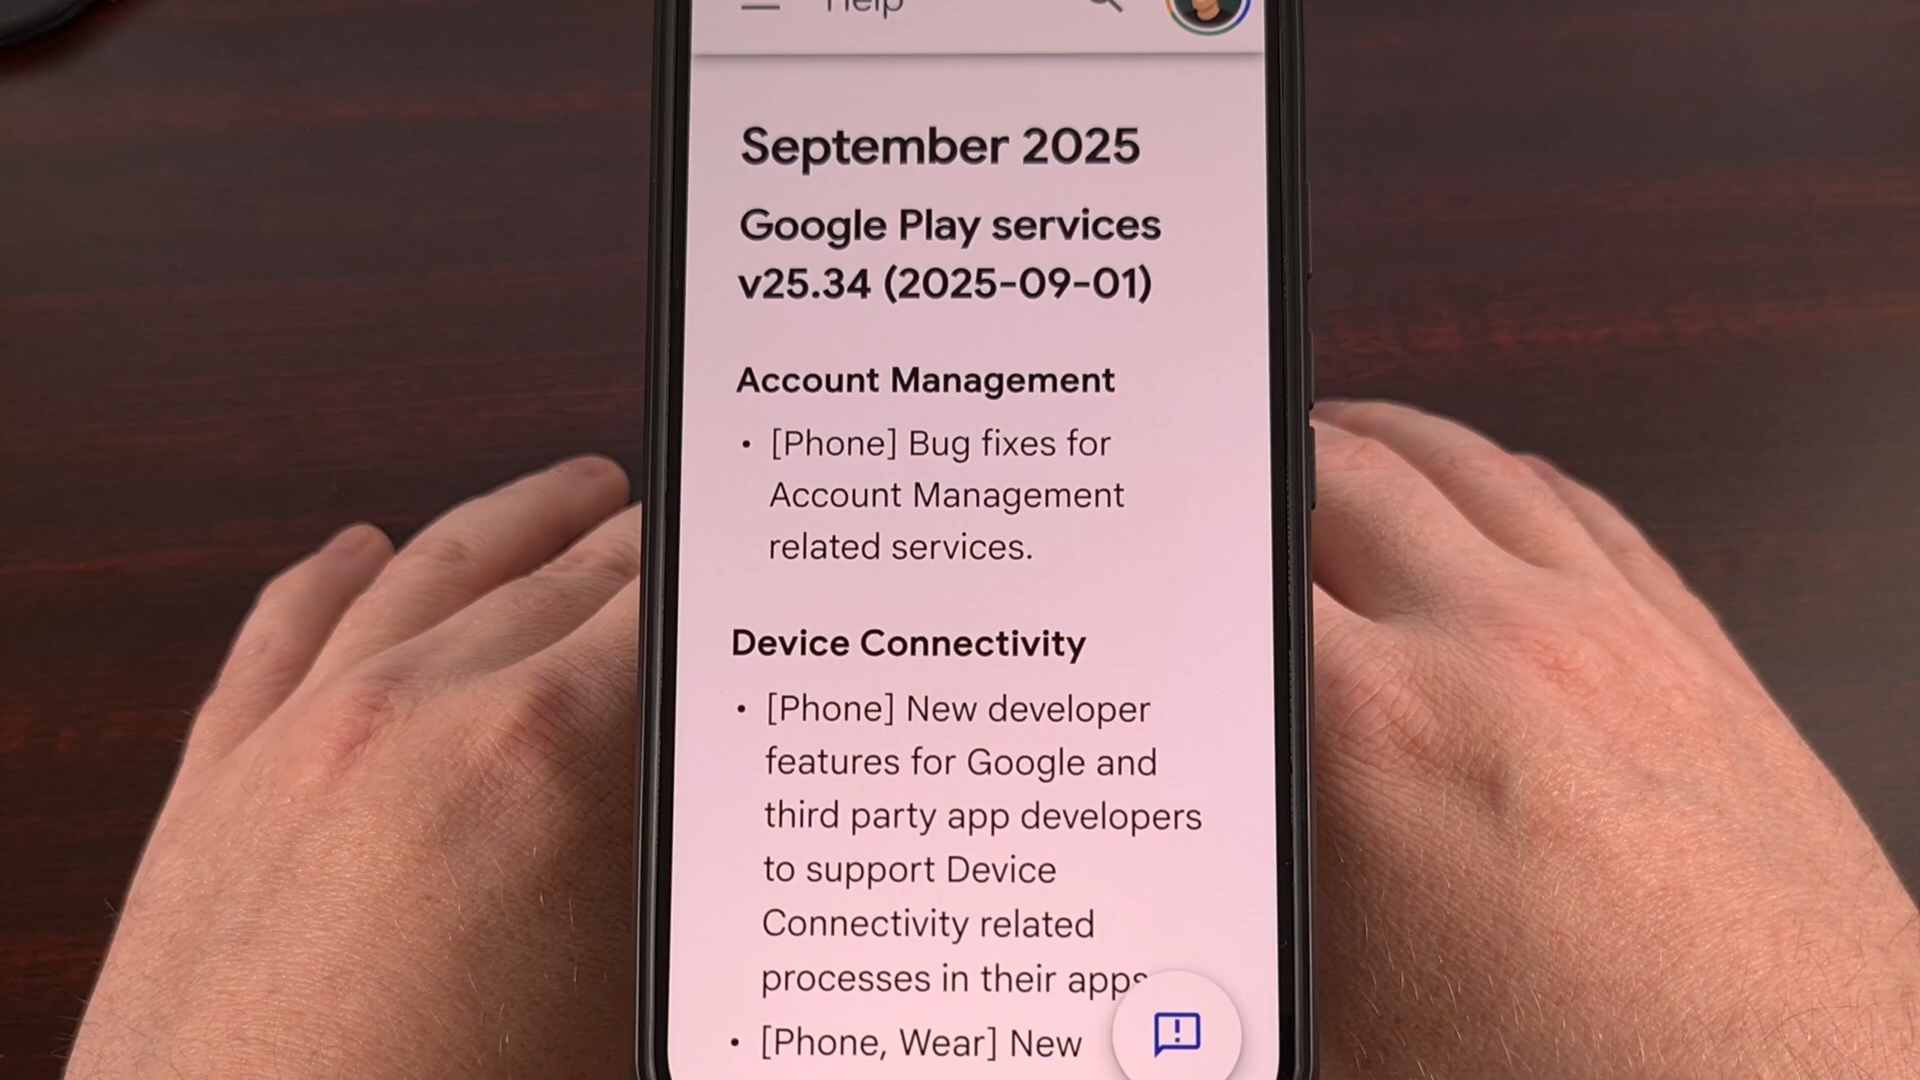 Help
September 2025
Google Play services
v25.34 (2025-09-01)
Account Management
• [Phone] Bug fixes for
Account Management
related services.
Device Connectivity
• [Phone] New developer
features for Google and
third party app developers
to support Device
Connectivity related
processes in their apps
• [Phone, Wear] New